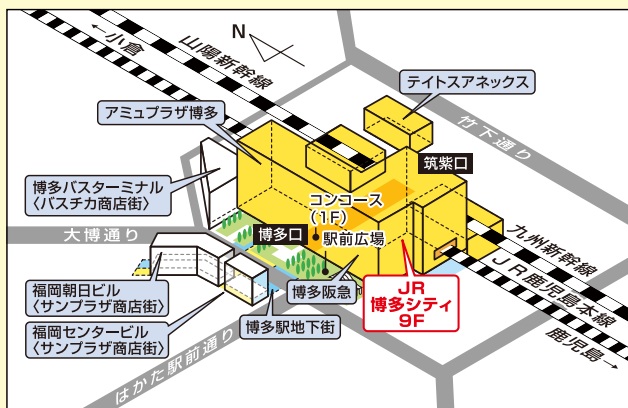 ←小倉
山陽新幹線
N
テイトスアネックス
アミュプラザ博多
竹下通り
筑紫口
博多バスターミナル
〈バスチカ商店街〉
コンコース
(1F)
博多口
駅前広場
大博通り
九州新幹線
JR鹿児島本線
鹿児島→
JR
博多シティ
9F
博多阪急
福岡朝日ビル
〈サンプラザ商店街〉
福岡センタービル
〈サンプラザ商店街〉
博多駅地下街
はかた駅前通り